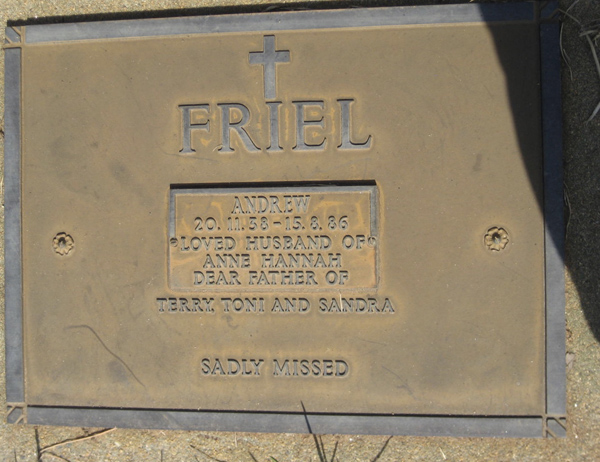 FRIEL
ANDREW
20.11.38-15.8.86
LOVED HUSBAND OF
ANNE HANNAH
DEAR FATHER OF
TERRY TONI AND SANDRA
SADLY MISSED